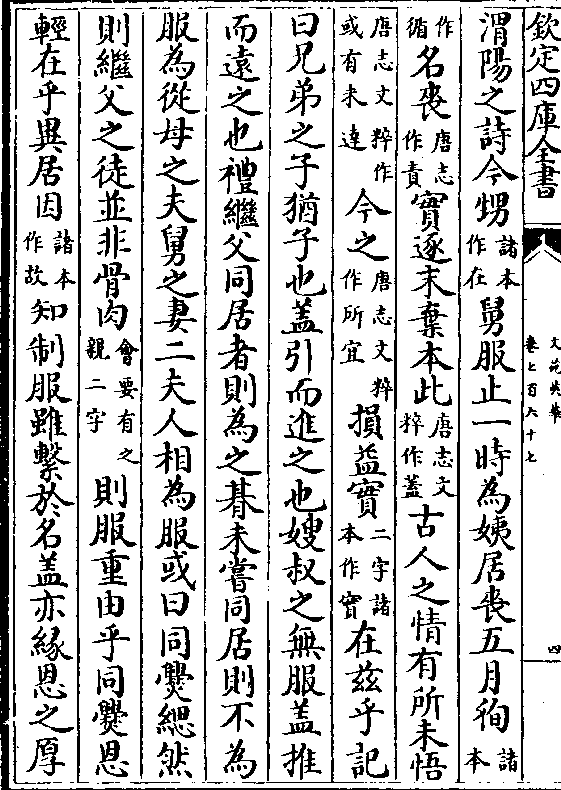 欽定四庫全書
文苑英華
卷七百六十七
四
渭陽之詩今甥諸本作在舅服止一時為姨居喪五月徇諸本
作循名喪唐志作責實逐末棄本此唐志文粹作蓋古人之情有所未悟
唐志文粹作或有未達今之唐志文粹作所宜損益實二字諸本作實在茲乎記
曰兄弟之子猶子也盖引而進之也嫂叔之無服盖推
而遠之也禮繼父同居者則為之朞未嘗同居則不為
服為從母之夫舅之妻二夫人相為服或曰同爨緦然
則繼父之徒並非骨肉會要有之親二字則服重由乎同爨恩
輕在乎異居因諸本作故知制服雖繫於名盖亦緣恩之厚